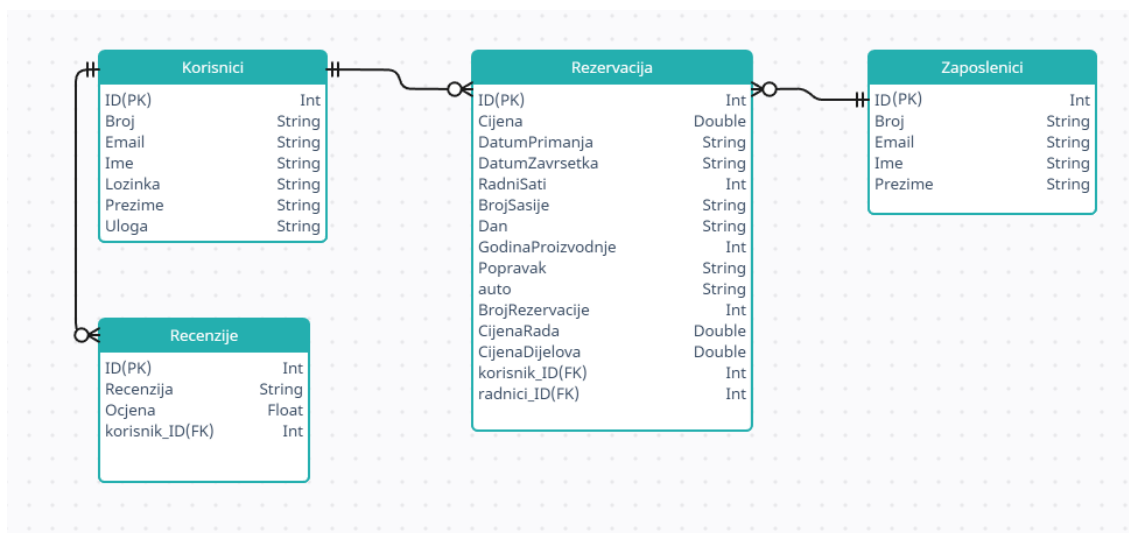 Korisnici
ID(PK) Int
Broj String
Email String
Ime String
Lozinka String
Prezime String
Uloga String
Rezervacija
ID(PK) Int
Cijena Double
DatumPrimanja String
DatumZavrsetka String
RadniSati Int
BrojSasije String
Dan String
GodinaProizvodnje Int
Popravak String
auto String
BrojRezervacije Int
CijenaRada Double
CijenaDijelova Double
korisnik_ID(FK) Int
radnici_ID(FK) Int
Zaposlenici
ID(PK) Int
Broj String
Email String
Ime String
Prezime String
Recenzije
ID(PK) Int
Recenzija String
Ocjena Float
korisnik_ID(FK) Int